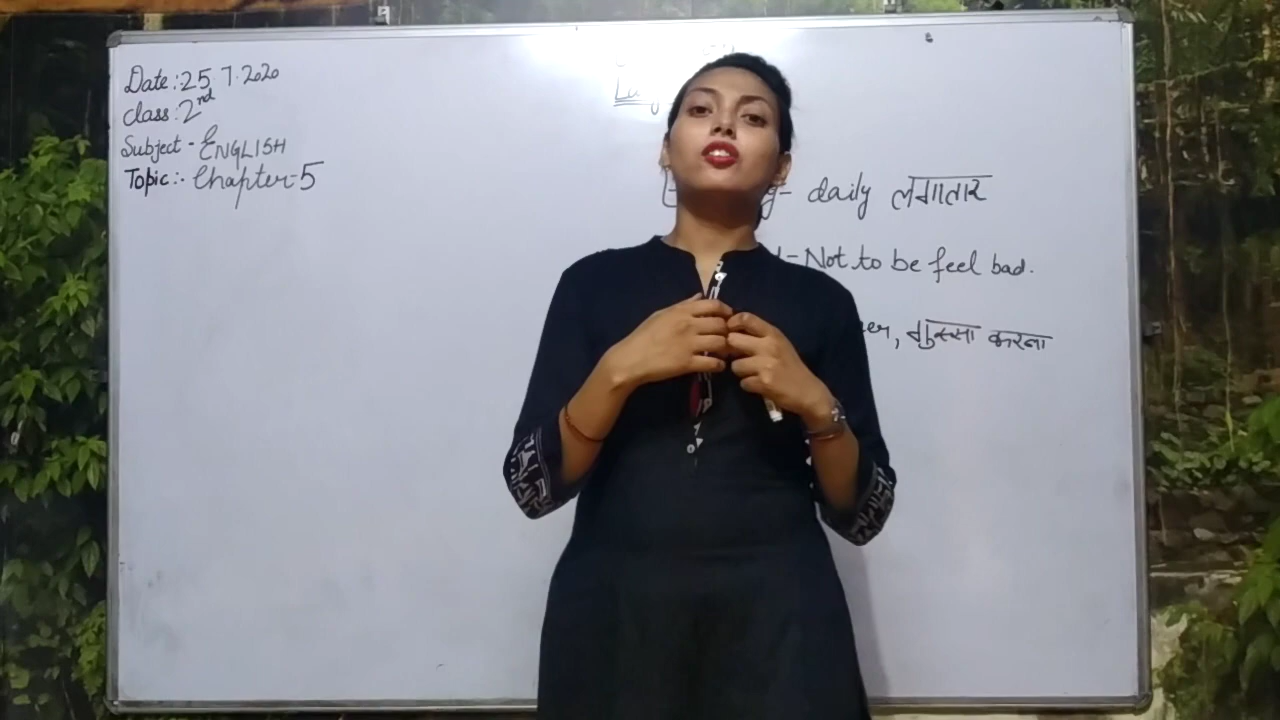 Date: 25.7.2020
Class: 2nd
Subject - ENGLISH
Topic:- Chapter-5
daily लगातार
Not to be feel bad.
गुस्सा करना